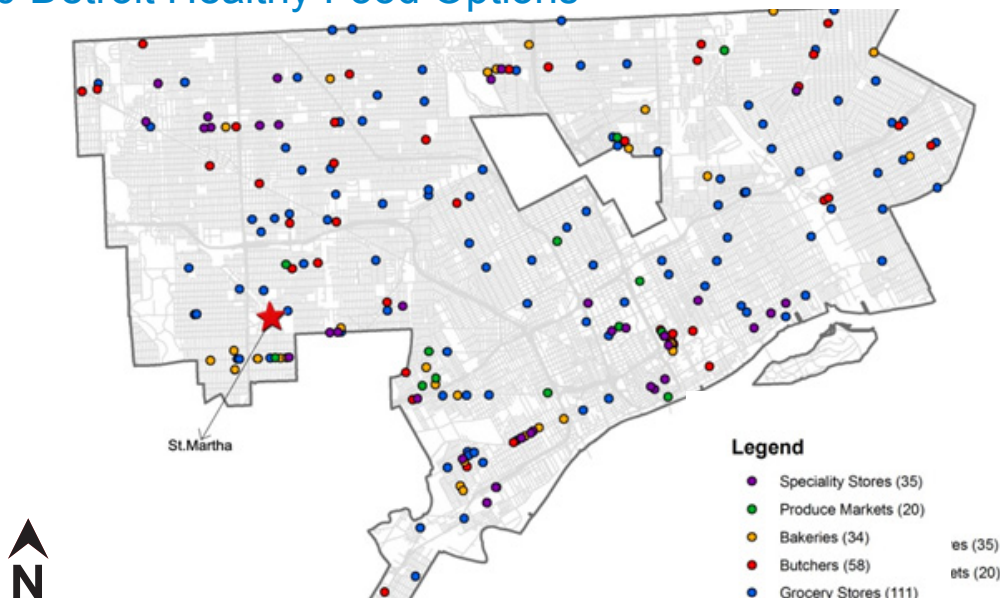 Detroit Healthy Food Options
St.Martha
N
Legend
Speciality Stores (35)
Produce Markets (20)
Bakeries (34)
Butchers (58)
Grocery Stores (111)
es (35)
ets (20)